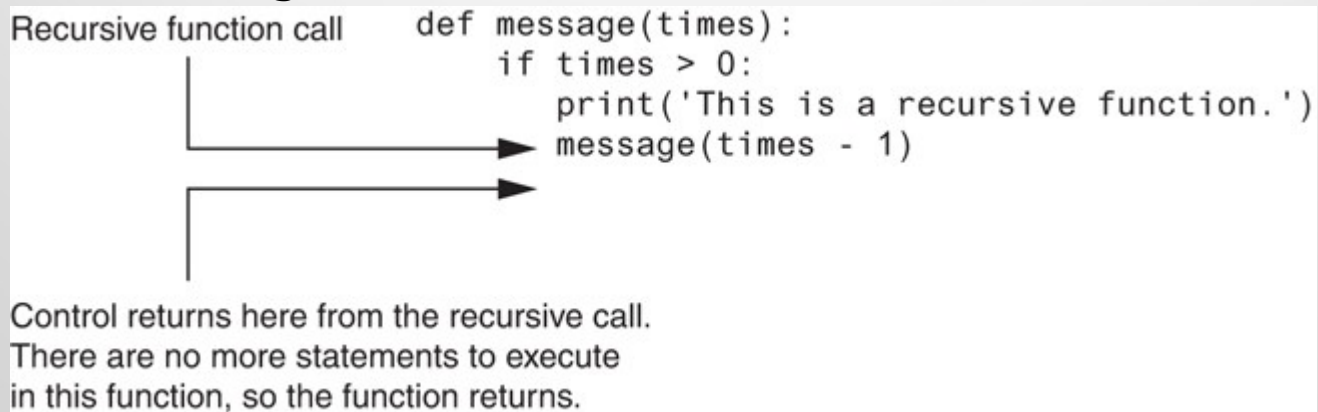 Recursive function call
def message(times):
if times > 0:
print('This is a recursive function.')
message(times - 1)
Control returns here from the recursive call.
There are no more statements to execute
in this function, so the function returns.